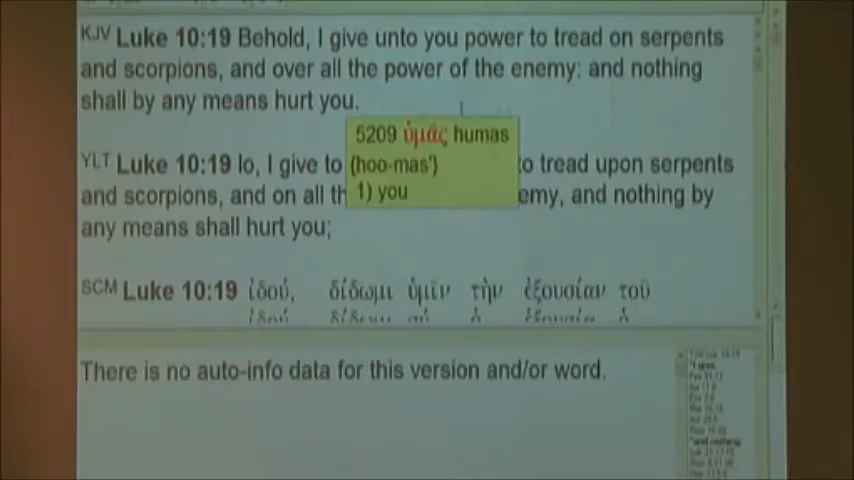 KJV Luke 10:19 Behold, I give unto you power to tread on serpents
and scorpions, and over all the power of the enemy: and nothing
shall by any means hurt you.
5209 ὑμᾶς humas
(hoo-mas')
1) you
YLT Luke 10:19 lo, I give to to tread upon serpents
and scorpions, and on all th emy, and nothing by
any means shall hurt you;
SCM Luke 10:19 ἰδού, δίδωμι ὑμῖν τὴν ἐξουσίαν τοῦ
There is no auto-info data for this version and/or word.
"I give
"and nothing